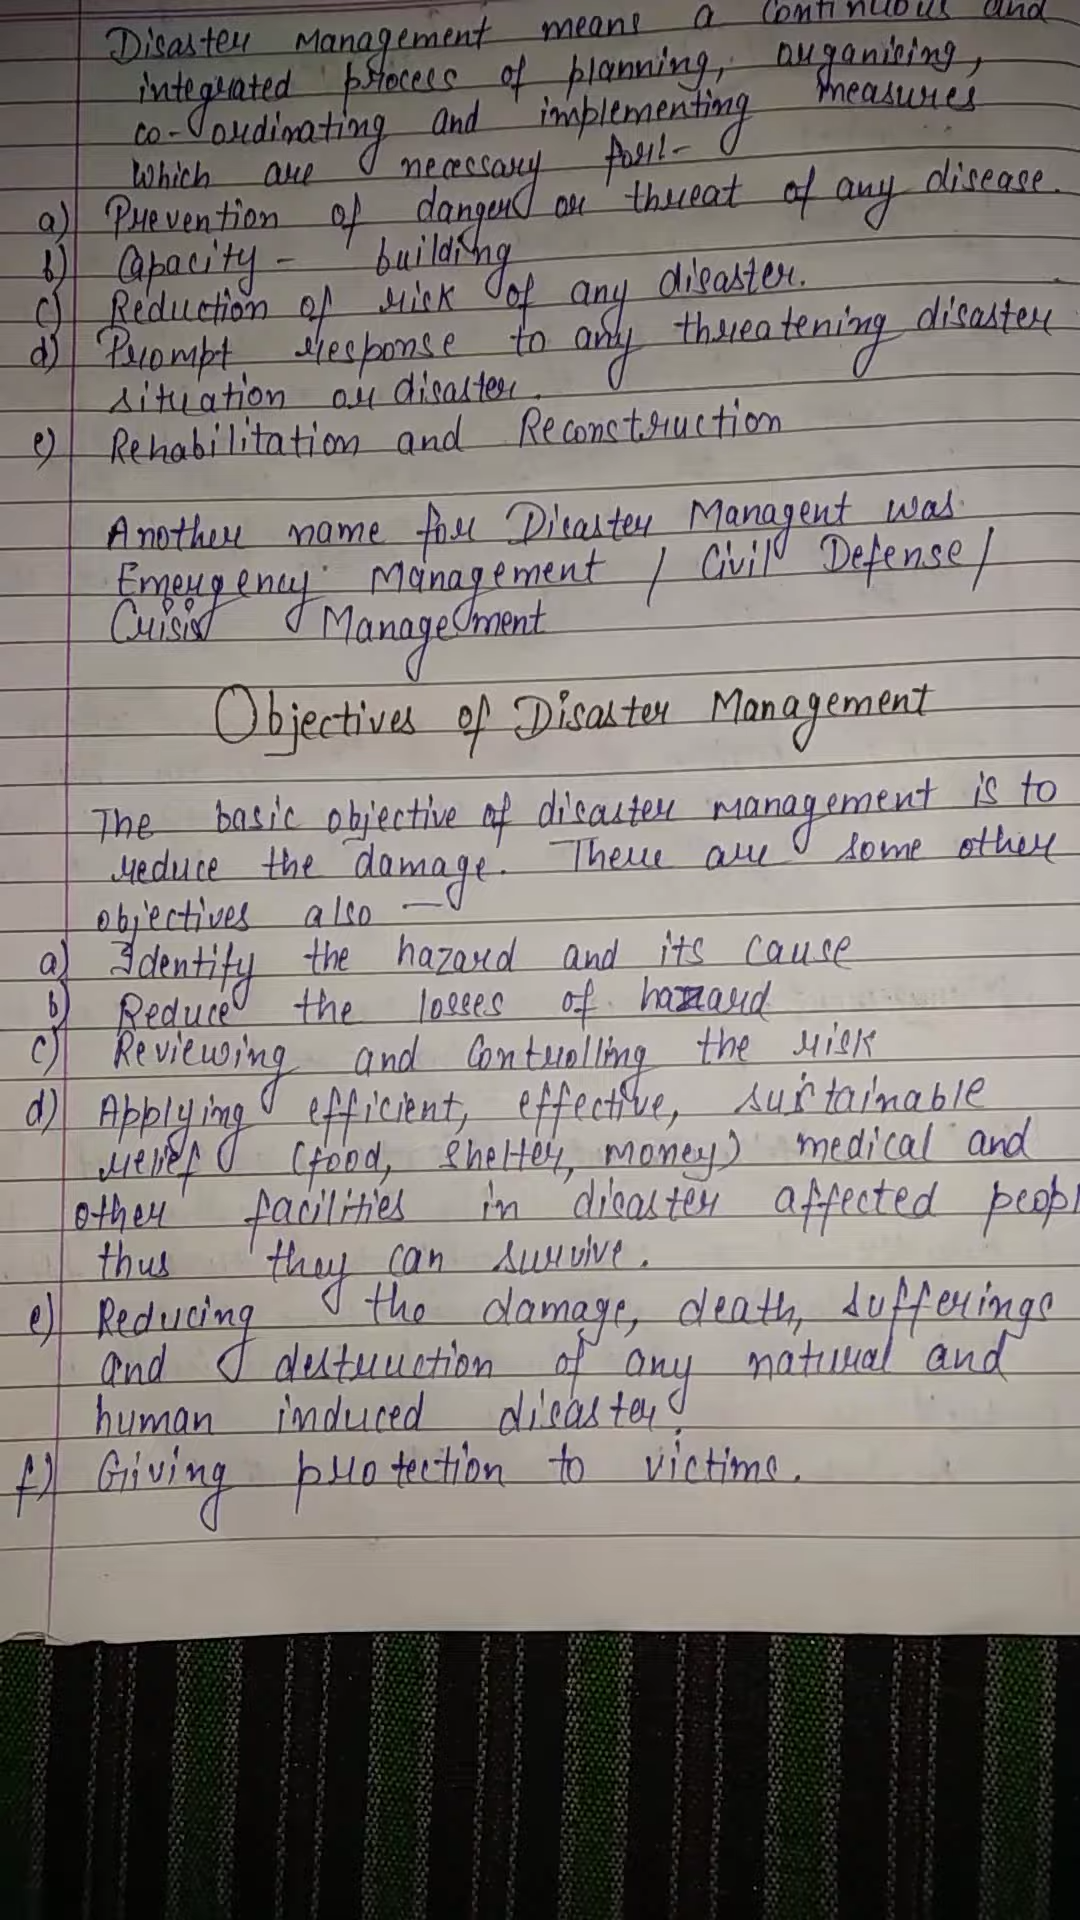 Disaster Management means a continuous and
integrated process of planning, organising,
co-ordinating and implementing measures
which are necessary for:-
a) Prevention of danger or threat of any disease.
b) Capacity - building
c) Reduction of risk of any disaster.
d) Prompt response to any threatening disaster
situation or disaster.
e) Rehabilitation and Reconstruction
Another name for Disaster Managent was
Emergency Management / Civil Defense /
Crisis Management
Objectives of Disaster Management
The basic objective of disaster management is to
reduce the damage. There are some other
objectives also —
a) Identify the hazard and its cause
b) Reduce the losses of hazard
c) Reviewing and Controlling the risk
d) Applying efficient, effective, sustainable
relief (food, shelter, money) medical and
other facilities in disaster affected peopl
thus they can survive.
e) Reducing the damage, death, sufferings
and destruction of any natural and
human induced disaster
f) Giving protection to victims.